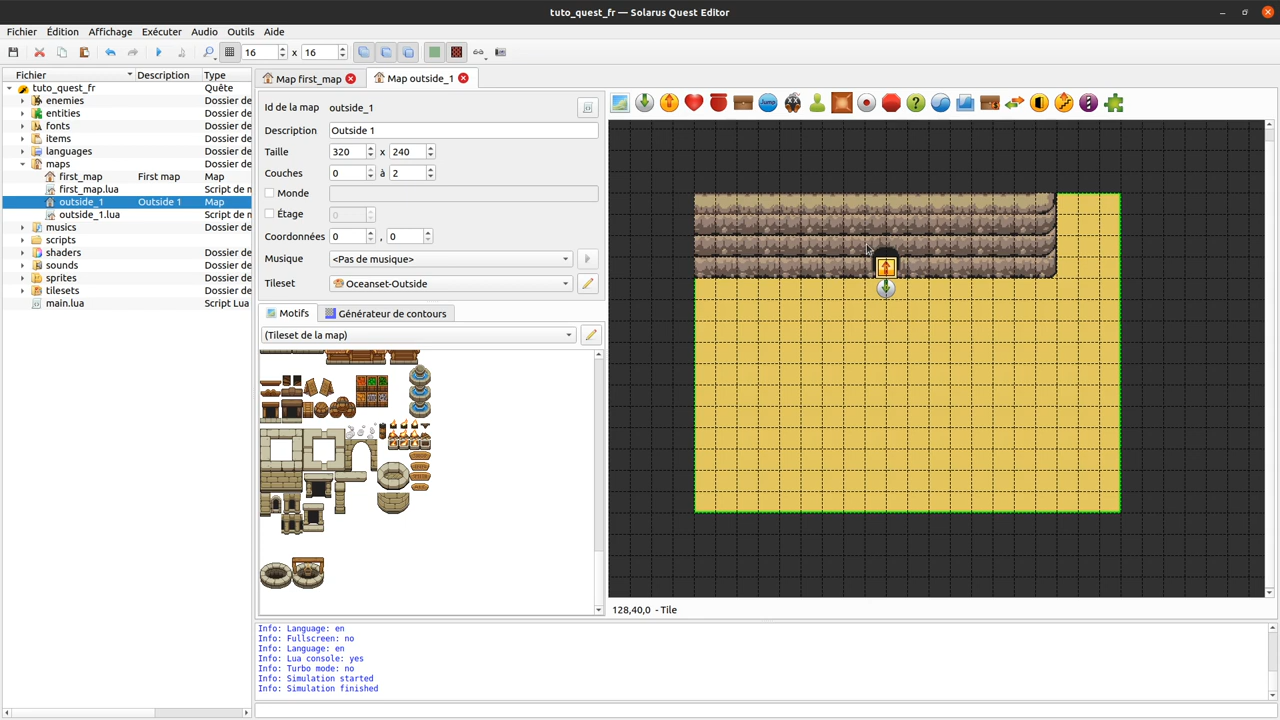 tuto_quest_fr — Solarus Quest Editor
Fichier Édition Affichage Exécuter Audio Outils Aide
16 x 16
Fichier Description Type
tuto_quest_fr Quête
enemies Dossier de
entities Dossier de
fonts Dossier de
items Dossier de
languages Dossier de
maps Dossier de
first_map First map Map
first_map.lua Script de m
outside_1 Outside 1 Map
outside_1.lua Script de m
musics Dossier de
scripts Dossier de
shaders Dossier de
sounds Dossier de
sprites Dossier de
tilesets Dossier de
main.lua Script Lua
Map first_map Map outside_1
Id de la map outside_1
Description Outside 1
Taille 320 x 240
Couches 0 à 2
Monde
Étage 0
Coordonnées 0 , 0
Musique <Pas de musique>
Tileset Oceanset-Outside
Motifs Générateur de contours
(Tileset de la map)
Jump
128,40,0 - Tile
Info: Language: en
Info: Fullscreen: no
Info: Language: en
Info: Lua console: yes
Info: Turbo mode: no
Info: Simulation started
Info: Simulation finished